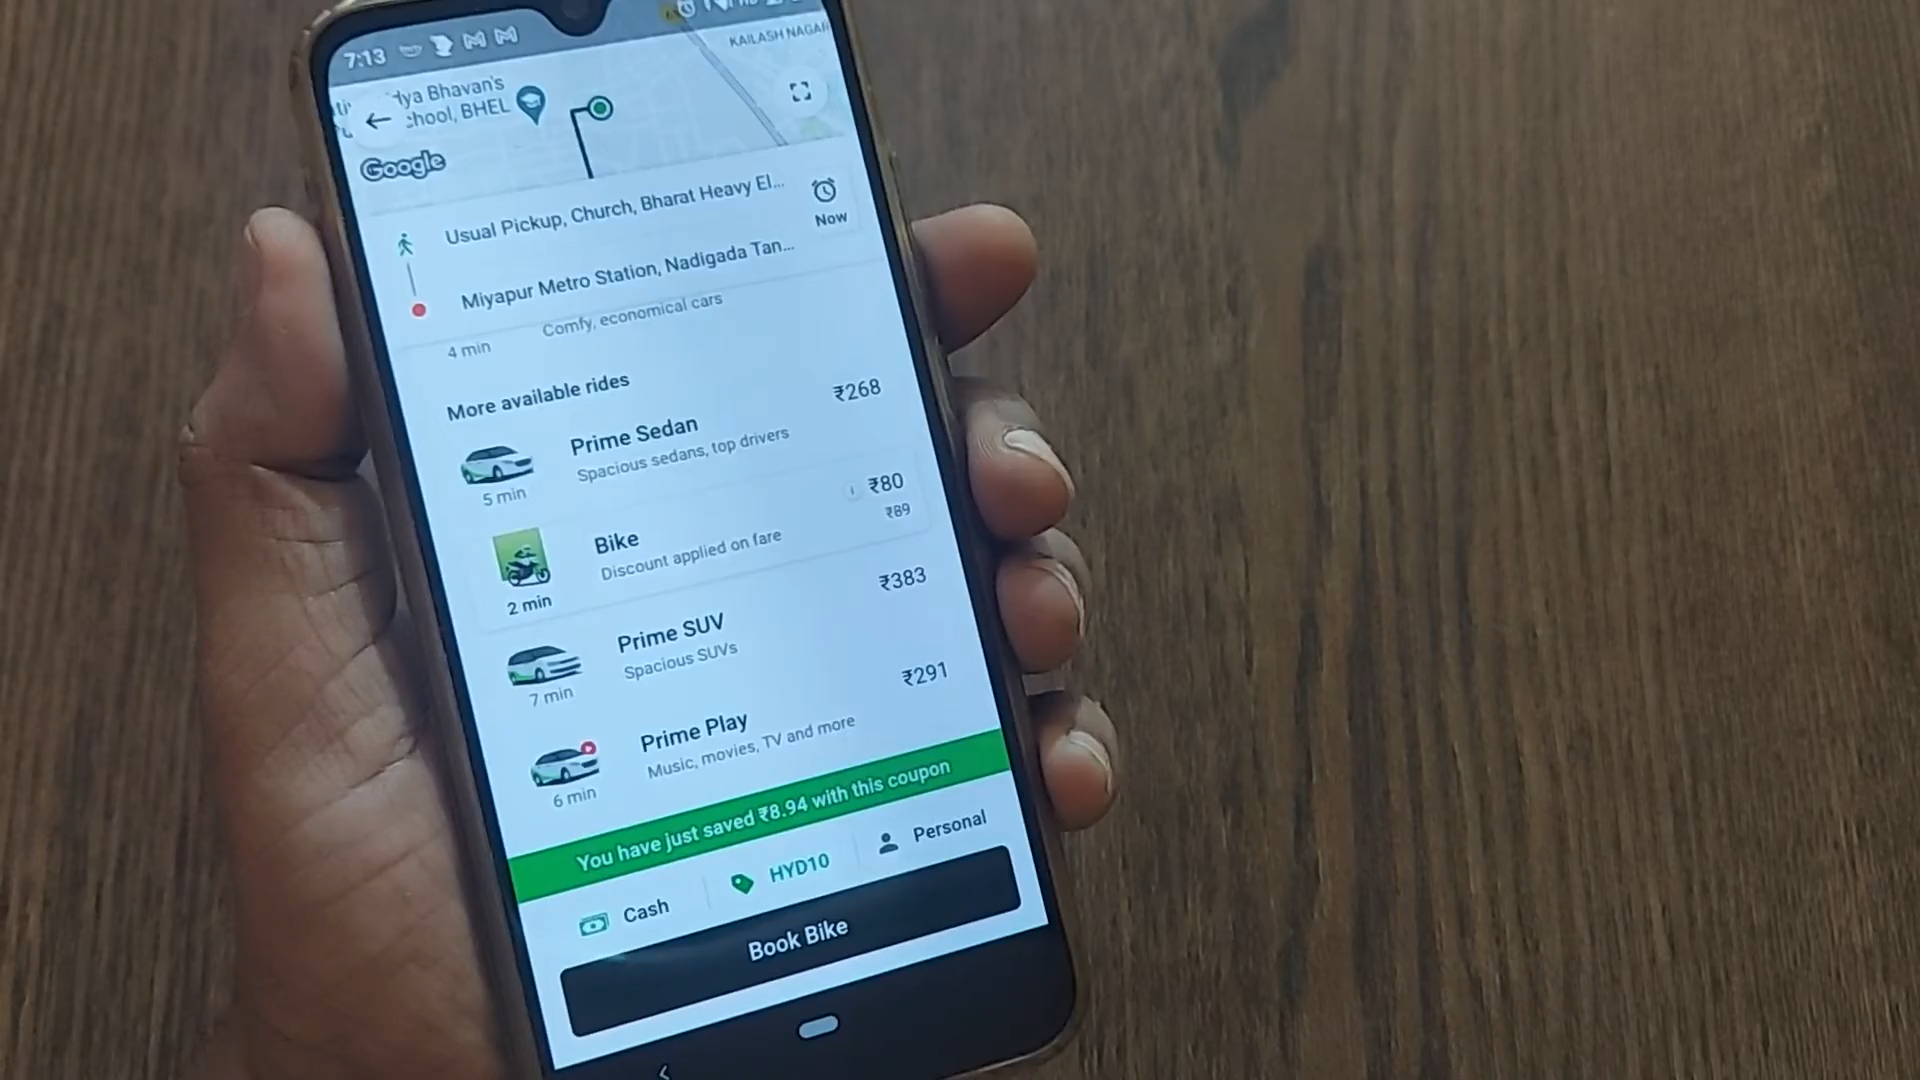 7:13
KAILASH NAGAR
dya Bhavan's
chool, BHEL
Google
Usual Pickup, Church, Bharat Heavy El...
Now
Miyapur Metro Station, Nadigada Tan...
Comfy, economical cars
4 min
More available rides
Prime Sedan
₹268
Spacious sedans, top drivers
5 min
Bike
₹80
Discount applied on fare
₹89
2 min
Prime SUV
₹383
Spacious SUVs
7 min
Prime Play
₹291
Music, movies, TV and more
6 min
You have just saved ₹8.94 with this coupon
Cash
HYD10
Personal
Book Bike